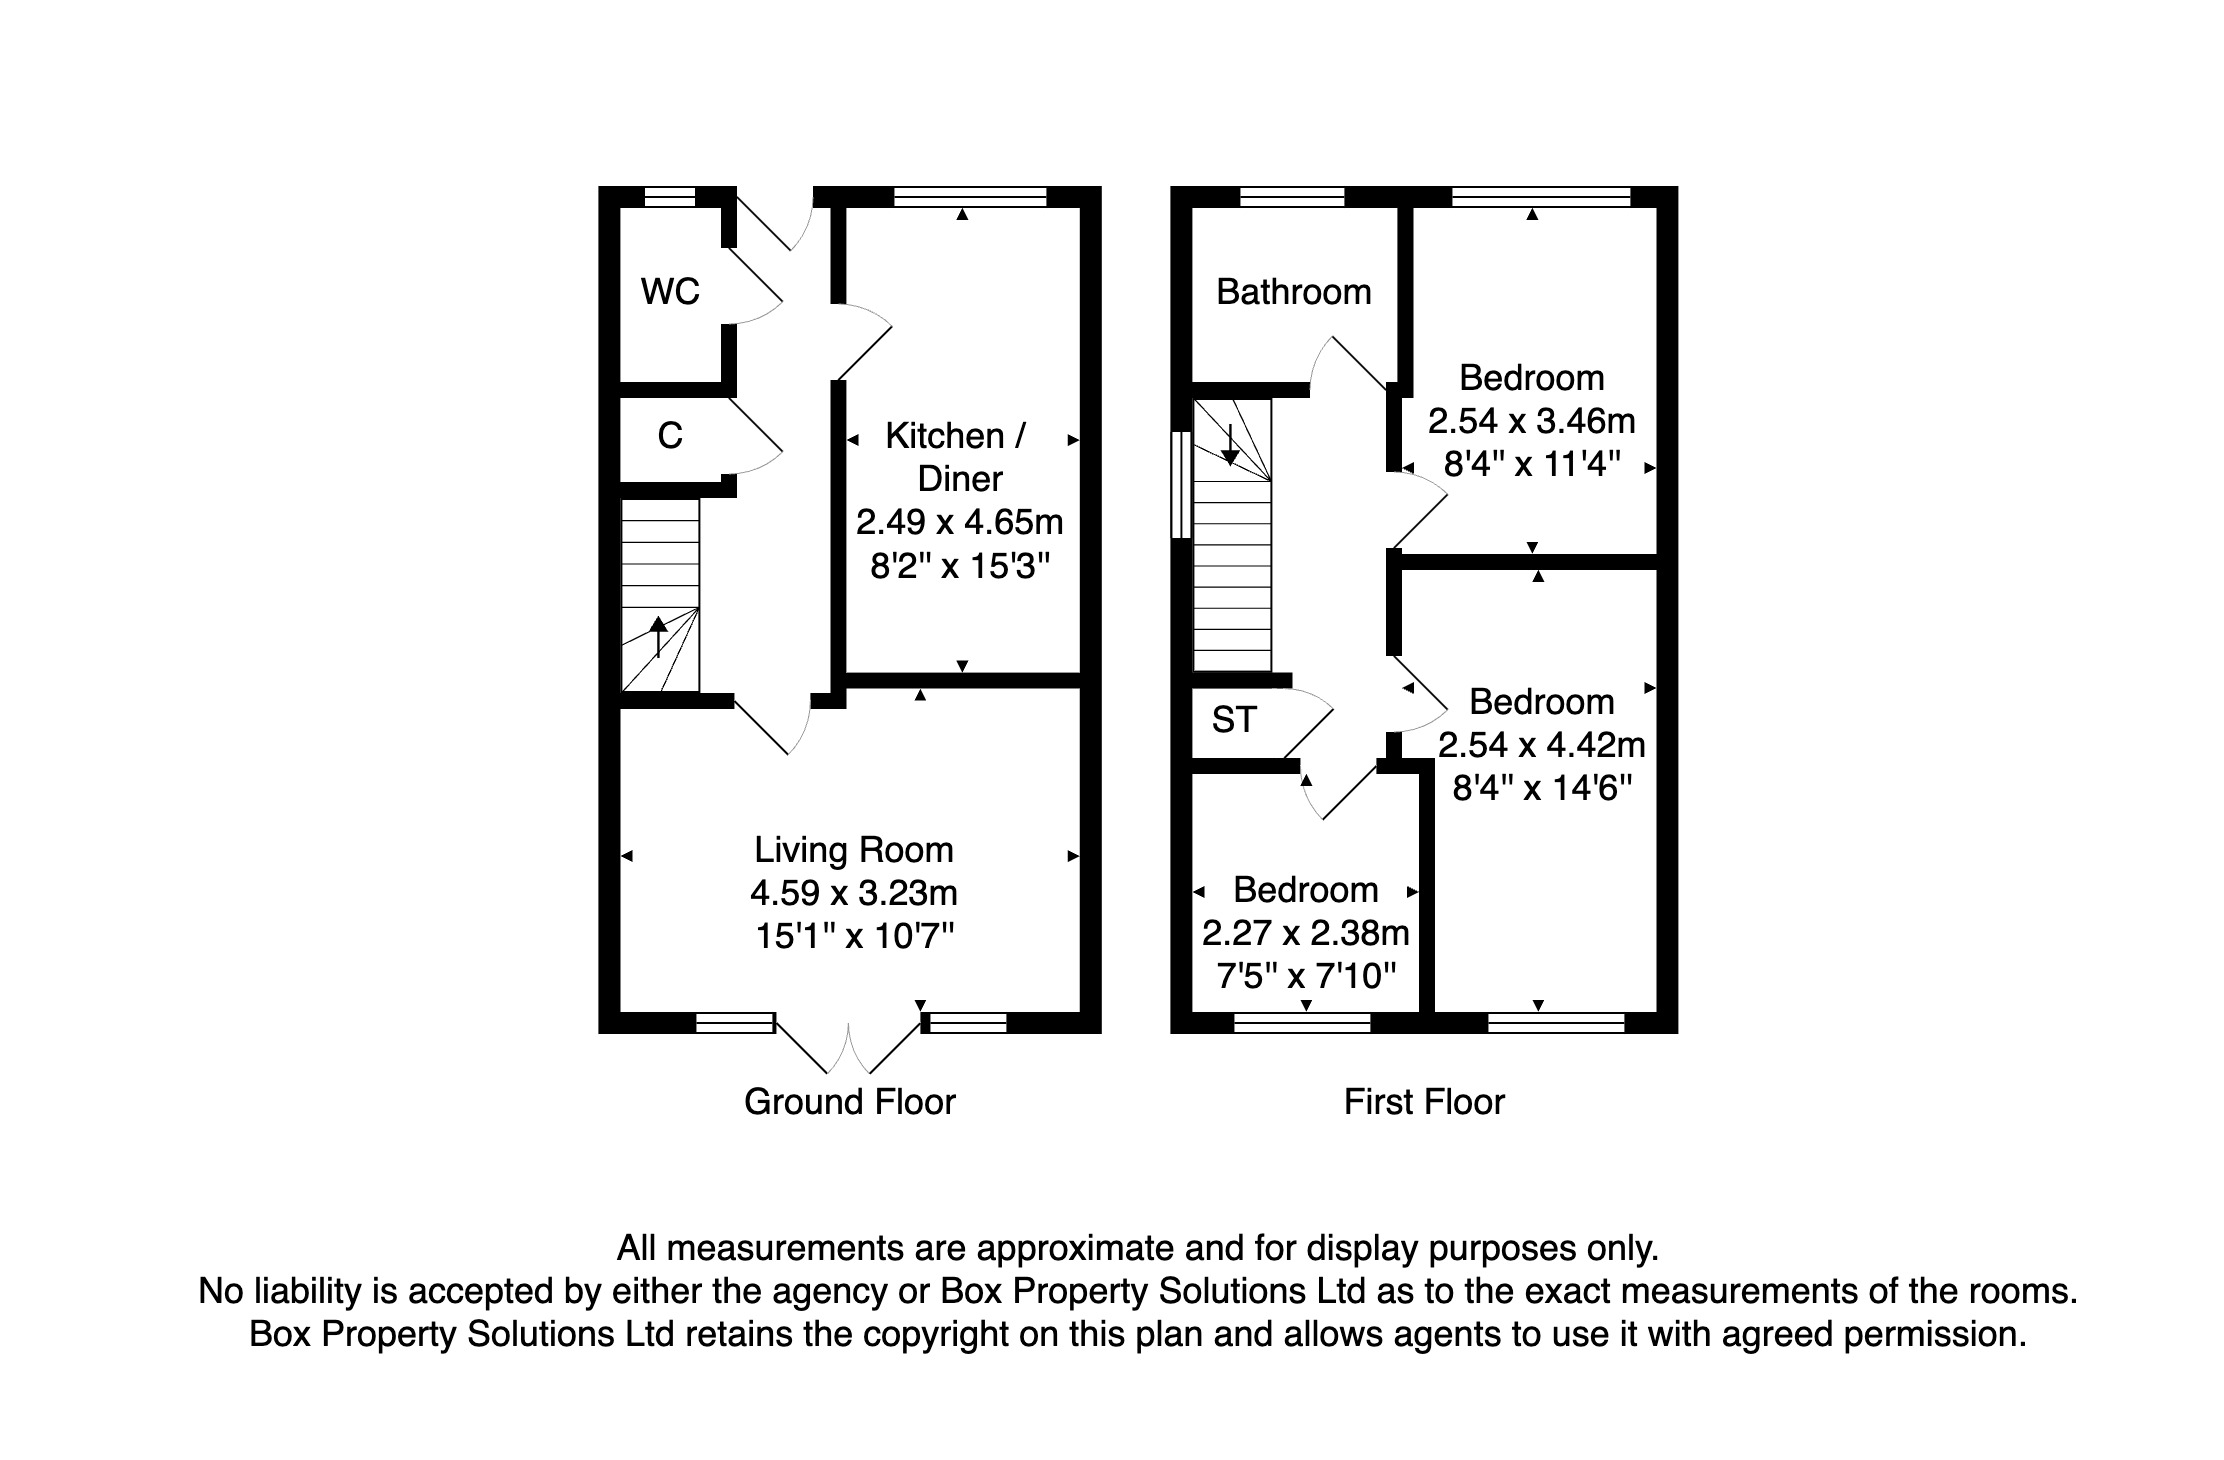 WC
C
Kitchen /
Diner
2.49 x 4.65m
8'2" x 15'3"
Living Room
4.59 x 3.23m
15'1" x 10'7"
Ground Floor
Bathroom
Bedroom
2.54 x 3.46m
8'4" x 11'4"
ST
Bedroom
2.54 x 4.42m
8'4" x 14'6"
Bedroom
2.27 x 2.38m
7'5" x 7'10"
First Floor
All measurements are approximate and for display purposes only.
No liability is accepted by either the agency or Box Property Solutions Ltd as to the exact measurements of the rooms.
Box Property Solutions Ltd retains the copyright on this plan and allows agents to use it with agreed permission.